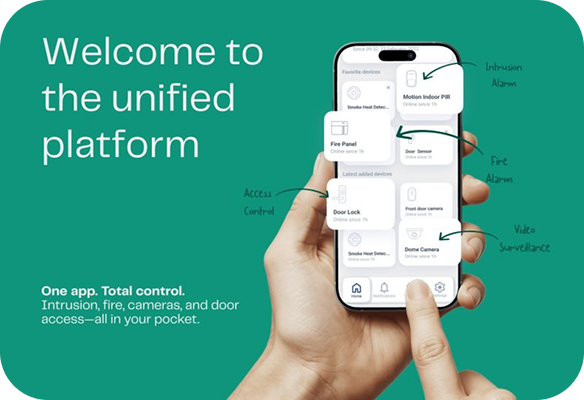 Welcome to
the unified
platform
One app. Total control.
Intrusion, fire, cameras, and door
access—all in your pocket.
Favorite devices
Smoke Heat Detec...
Motion Indoor PIR
Online since 1h
Fire Panel
Online since 1h
Door Sensor
Online since 1h
Latest added devices
Door Lock
Online since 1h
Front door camera
Online since 1h
Smoke Heat Detec...
Online since 1h
Dome Camera
Online since 1h
Home
Notifications
Settings
Intrusion
Alarm
Fire
Alarm
Access
Control
Video
Surveillance